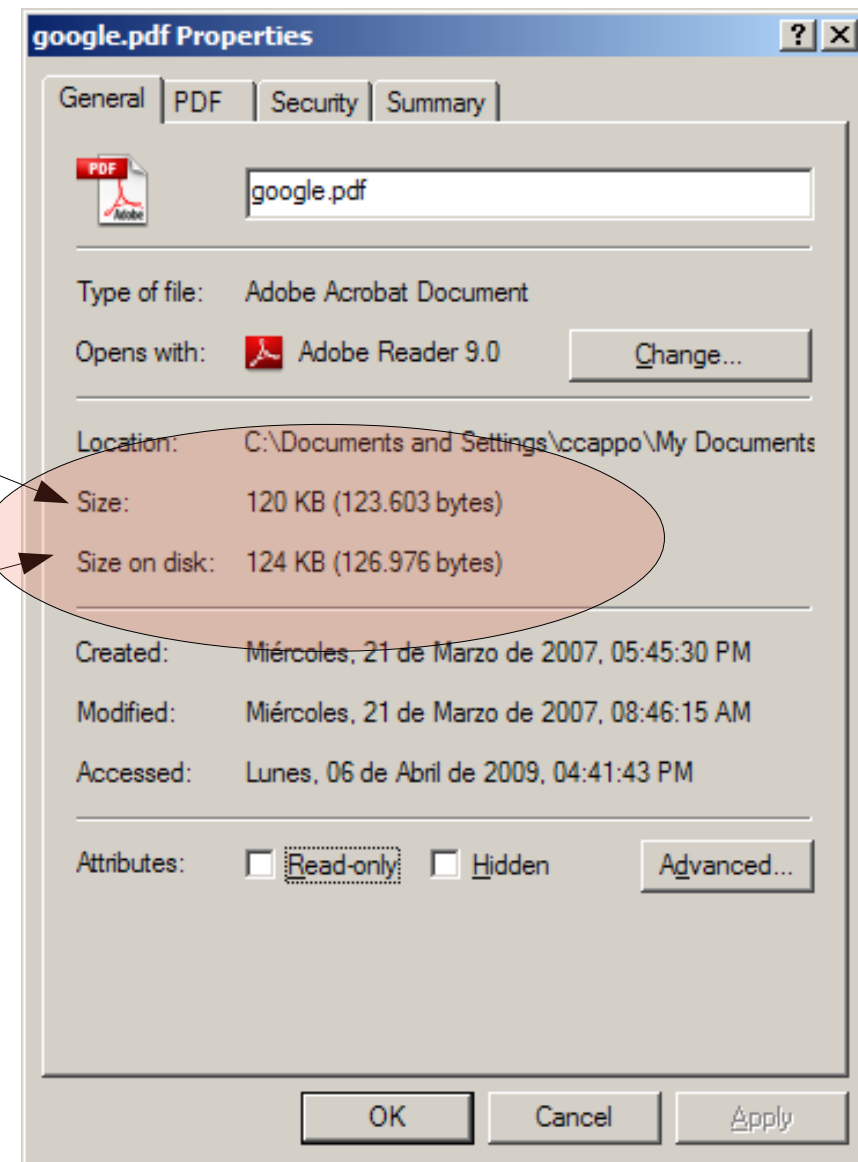 google.pdf Properties
General PDF Security Summary
PDF
Adobe
google.pdf
Type of file: Adobe Acrobat Document
Opens with: Adobe Reader 9.0 Change...
Location: C:\Documents and Settings\ccappo\My Documents
Size: 120 KB (123.603 bytes)
Size on disk: 124 KB (126.976 bytes)
Created: Miércoles, 21 de Marzo de 2007, 05:45:30 PM
Modified: Miércoles, 21 de Marzo de 2007, 08:46:15 AM
Accessed: Lunes, 06 de Abril de 2009, 04:41:43 PM
Attributes: Read-only Hidden Advanced...
OK Cancel Apply